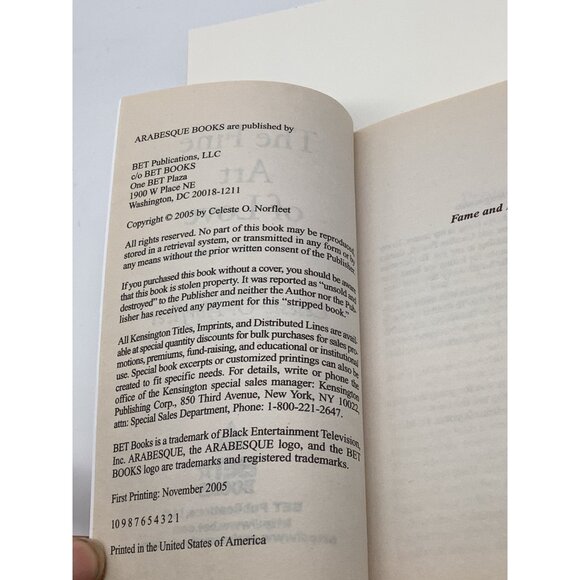 ARABESQUE BOOKS are published by
BET Publications, LLC
c/o BET BOOKS
One BET Plaza
1900 W Place NE
Washington, DC 20018-1211
Copyright © 2005 by Celeste O. Norfleet
All rights reserved. No part of this book may be reproduced,
stored in a retrieval system, or transmitted in any form or by
any means without the prior written consent of the Publisher.
If you purchased this book without a cover, you should be aware
that this book is stolen property. It was reported as "unsold and
destroyed" to the Publisher and neither the Author nor the Pub-
lisher has received any payment for this "stripped book."
All Kensington Titles, Imprints, and Distributed Lines are avail-
able at special quantity discounts for bulk purchases for sales pro-
motions, premiums, fund-raising, and educational or institutional
use. Special book excerpts or customized printings can also be
created to fit specific needs. For details, write or phone the
office of the Kensington special sales manager: Kensington
Publishing Corp., 850 Third Avenue, New York, NY 10022,
attn: Special Sales Department, Phone: 1-800-221-2647.
BET Books is a trademark of Black Entertainment Television,
Inc. ARABESQUE, the ARABESQUE logo, and the BET
BOOKS logo are trademarks and registered trademarks.
First Printing: November 2005
10 9 8 7 6 5 4 3 2 1
Printed in the United States of America
Fame and